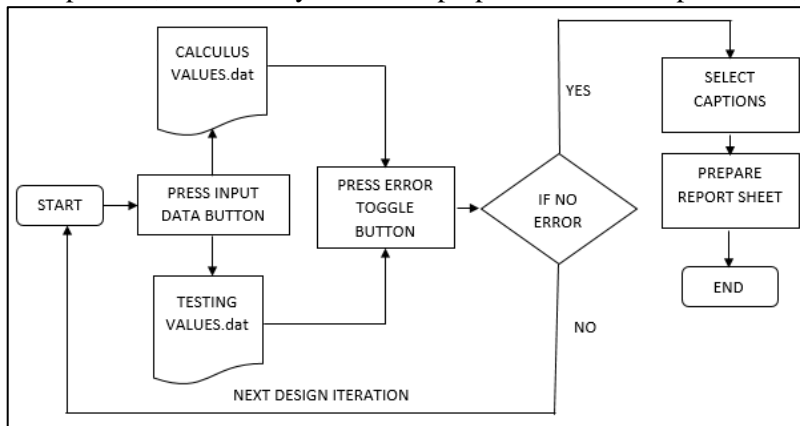 CALCULUS
VALUES.dat
YES
SELECT
CAPTIONS
START
PRESS INPUT
DATA BUTTON
PRESS ERROR
TOGGLE
BUTTON
IF NO
ERROR
PREPARE
REPORT SHEET
END
TESTING
VALUES.dat
NO
NEXT DESIGN ITERATION